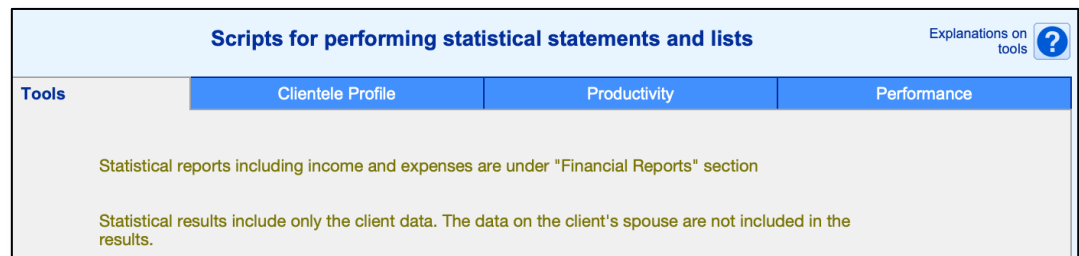 Scripts for performing statistical statements and lists
Explanations on
tools
?
Tools
Clientele Profile
Productivity
Performance
Statistical reports including income and expenses are under "Financial Reports" section
Statistical results include only the client data. The data on the client's spouse are not included in the
results.